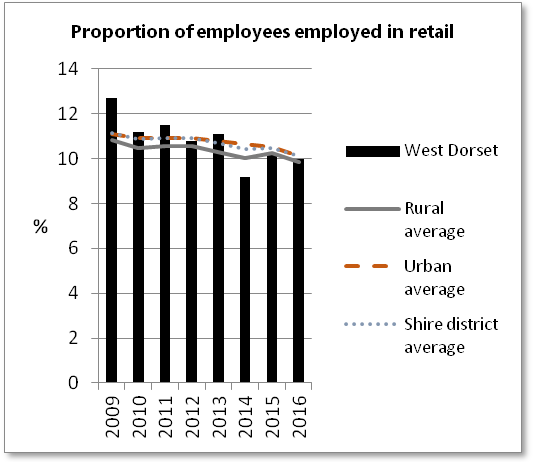 Proportion of employees employed in retail
14
12
10
8
6
4
2
0
%
2009
2010
2011
2012
2013
2014
2015
2016
West Dorset
Rural
average
Urban
average
Shire district
average